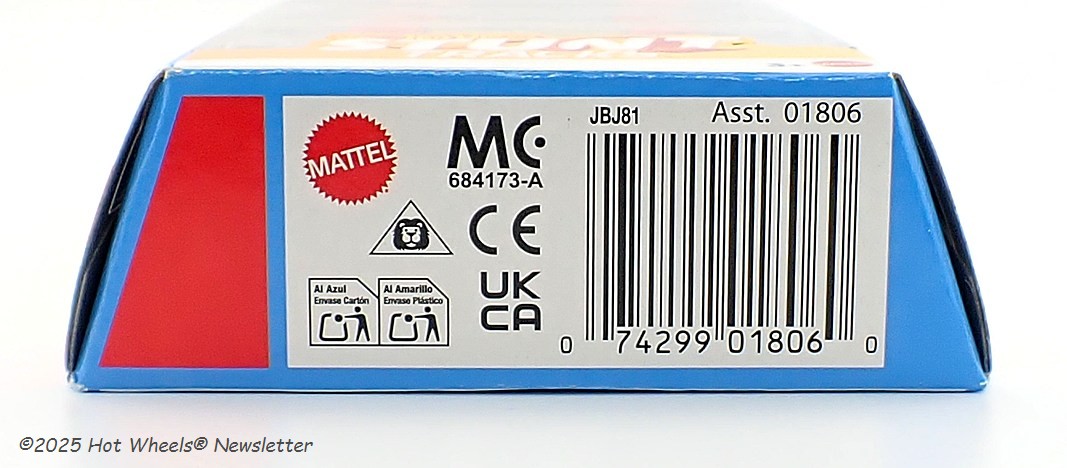 STUNT
MATTEL
MC
684173-A
CE
UK
CA
Al Azul
Envase Cartón
Al Amarillo
Envase Plástico
JBJ81
Asst. 01806
0 74299 01806 0
©2025 Hot Wheels® Newsletter